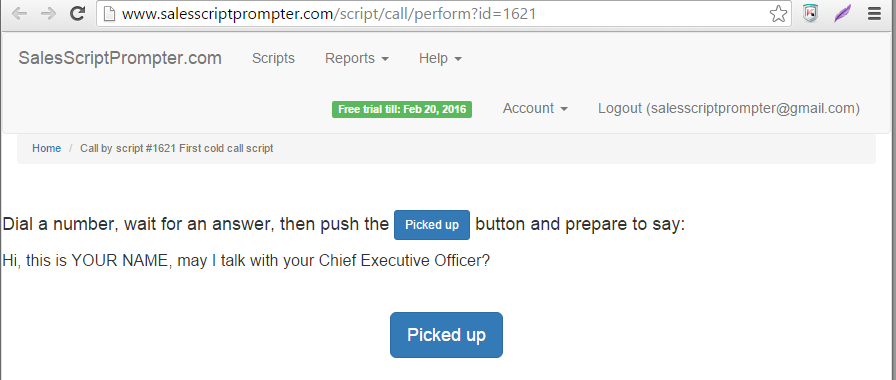 www.salesscriptprompter.com/script/call/perform?id=1621
SalesScriptPrompter.com Scripts Reports Help
Free trial till: Feb 20, 2016 Account Logout (salesscriptprompter@gmail.com)
Home / Call by script #1621 First cold call script
Dial a number, wait for an answer, then push the Picked up button and prepare to say:
Hi, this is YOUR NAME, may I talk with your Chief Executive Officer?
Picked up